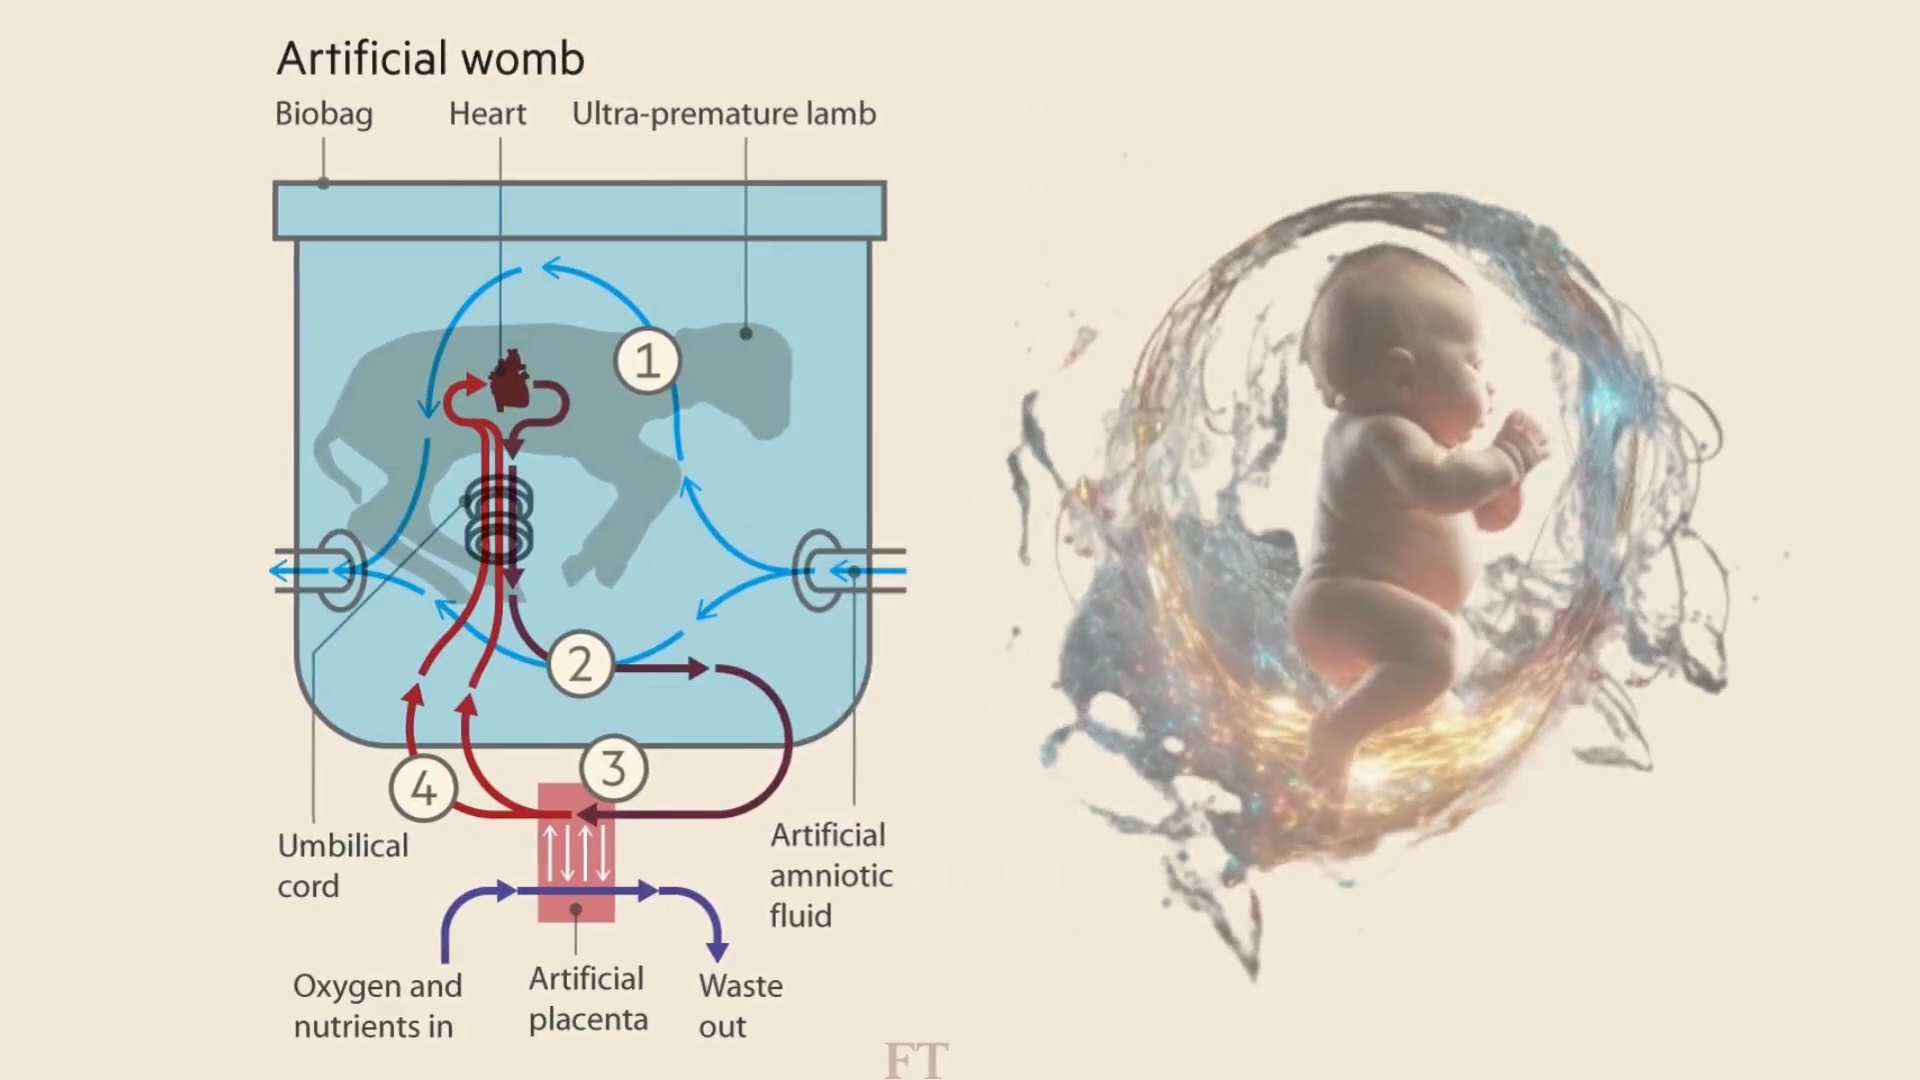 Artificial womb
Biobag
Heart
Ultra-premature lamb
1
2
3
4
Umbilical
cord
Artificial
amniotic
fluid
Oxygen and
nutrients in
Artificial
placenta
Waste
out
FT